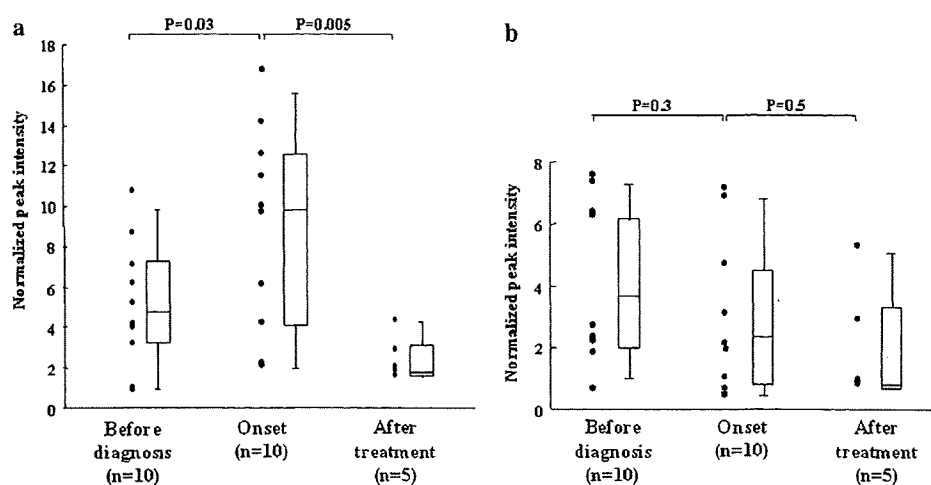 a
P=0.03
P=0.005
Normalized peak intensity
18
16
14
12
10
8
6
4
2
0
Before
diagnosis
(n=10)
Onset
(n=10)
After
treatment
(n=5)
b
P=0.3
P=0.5
Normalized peak intensity
8
6
4
2
0
Before
diagnosis
(n=10)
Onset
(n=10)
After
treatment
(n=5)